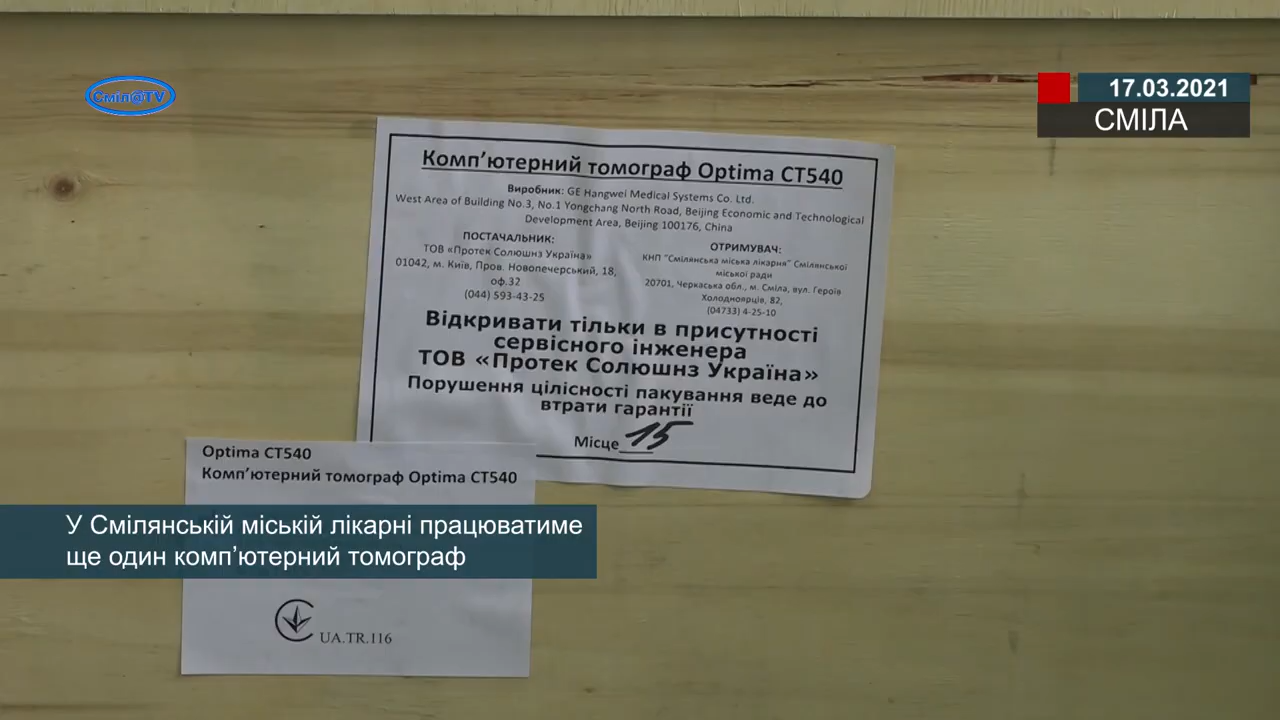 Сміл@TV
17.03.2021
СМІЛА
Комп'ютерний томограф Optima CT540
Виробник: GE Hangwei Medical Systems Co. Ltd.
West Area of Building No.3, No.1 Yongchang North Road, Beijing Economic and Technological
Development Area, Beijing 100176, China
ПОСТАЧАЛЬНИК:
ТОВ «Протек Солюшнз Україна»
01042, м. Київ, Пров. Новопечерський, 18,
оф.32
(044) 593-43-25
ОТРИМУВАЧ:
КНП "Смілянська міська лікарня" Смілянської
міської ради
20701, Черкаська обл., м. Сміла, вул. Героїв
Холодноярців, 82,
(04733) 4-25-10
Відкривати тільки в присутності
сервісного інженера
ТОВ «Протек Солюшнз Україна»
Порушення цілісності пакування веде до
втрати гарантії
Місце 15
Optima CT540
Комп'ютерний томограф Optima CT540
У Смілянській міській лікарні працюватиме
ще один комп'ютерний томограф
UA.TR.116